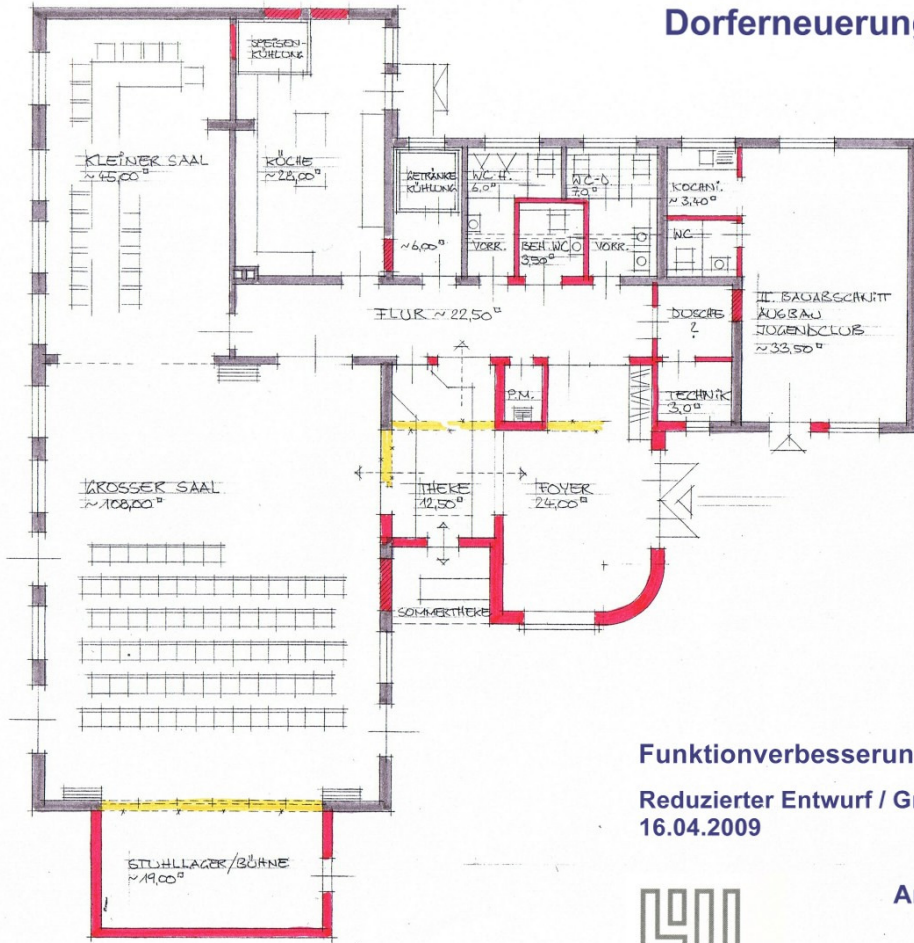 Dorferneuerung
SPEISEN-
KÜHLUNG
KLEINER SAAL
~ 45,00
KÜCHE
~ 28,00
GETRÄNKE
KÜHLUNG
~ 6,00
WC-H.
6,0
WC-D.
7,0
VORR.
BEH. WC
3,50
VORR.
KOCHNI.
~ 3,40
WC
FLUR ~ 22,50
DUSCHE
?
II. BAUABSCHNITT
AUSBAU
JUGENDCLUB
~ 33,50
P.M.
TECHNIK
3,0
GROSSER SAAL
~ 108,00
THEKE
12,50
FOYER
24,00
SOMMERTHEKE
STUHLLAGER/BÜHNE
~ 19,00
Funktionverbesserun
Reduzierter Entwurf / Gr
16.04.2009